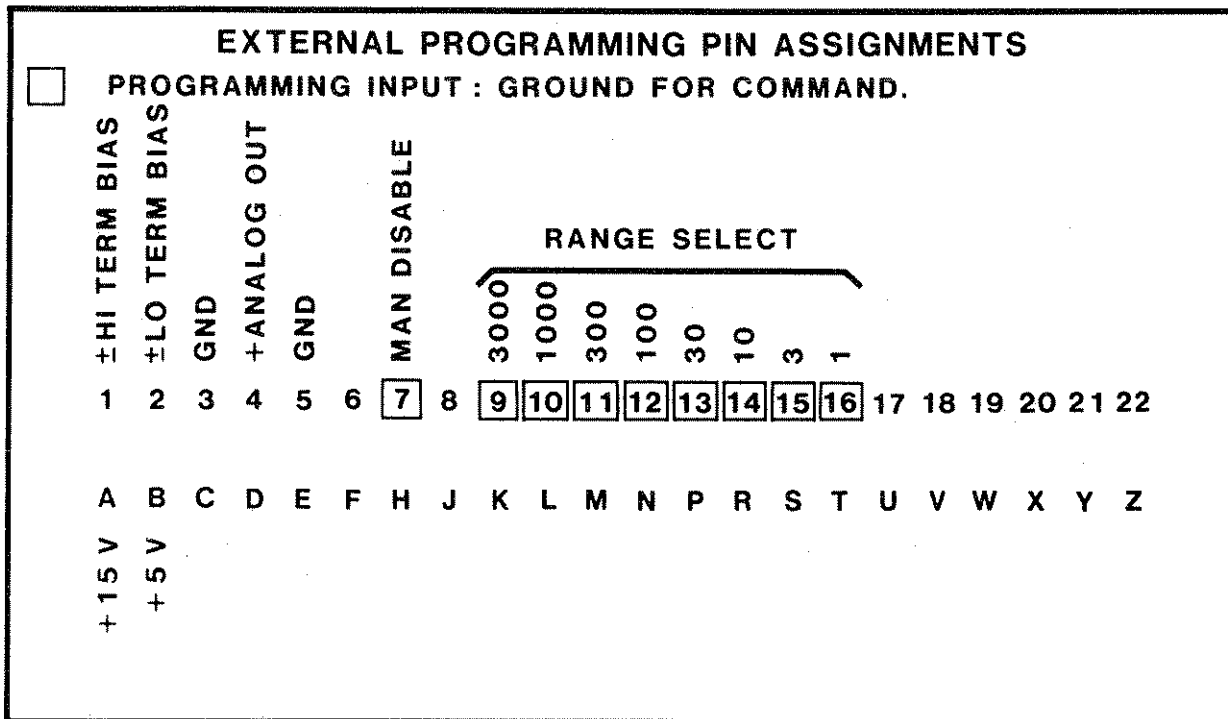 EXTERNAL PROGRAMMING PIN ASSIGNMENTS
PROGRAMMING INPUT : GROUND FOR COMMAND.
±HI TERM BIAS
±LO TERM BIAS
GND
+ANALOG OUT
GND
MAN DISABLE
RANGE SELECT
3000
1000
300
100
30
10
3
1
1 2 3 4 5 6 7 8 9 10 11 12 13 14 15 16 17 18 19 20 21 22
A B C D E F H J K L M N P R S T U V W X Y Z
+15 V
+5 V